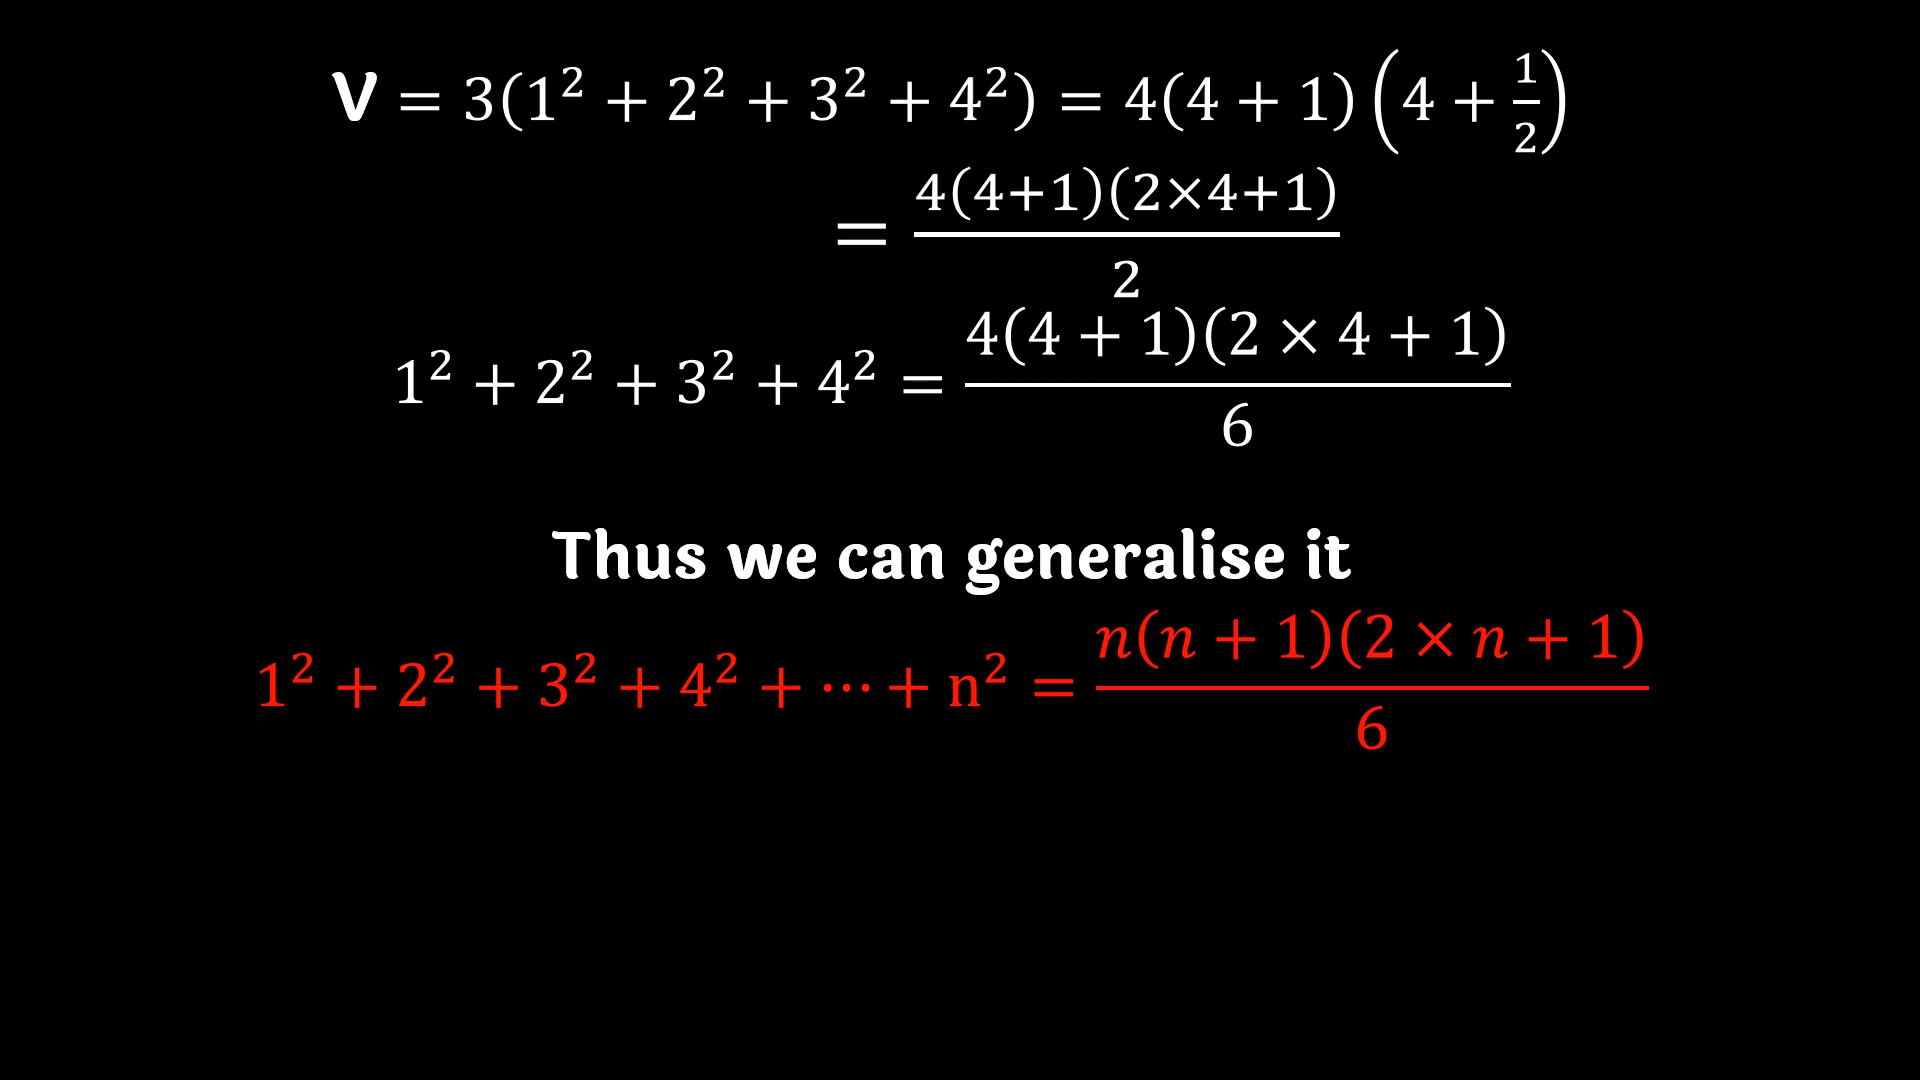 V = 3(1² + 2² + 3² + 4²) = 4(4 + 1)(4 + 1/2)
= 4(4+1)(2×4+1)/2
1² + 2² + 3² + 4² = 4(4 + 1)(2 × 4 + 1)/6
Thus we can generalise it
1² + 2² + 3² + 4² + ⋯ + n² = n(n + 1)(2 × n + 1)/6